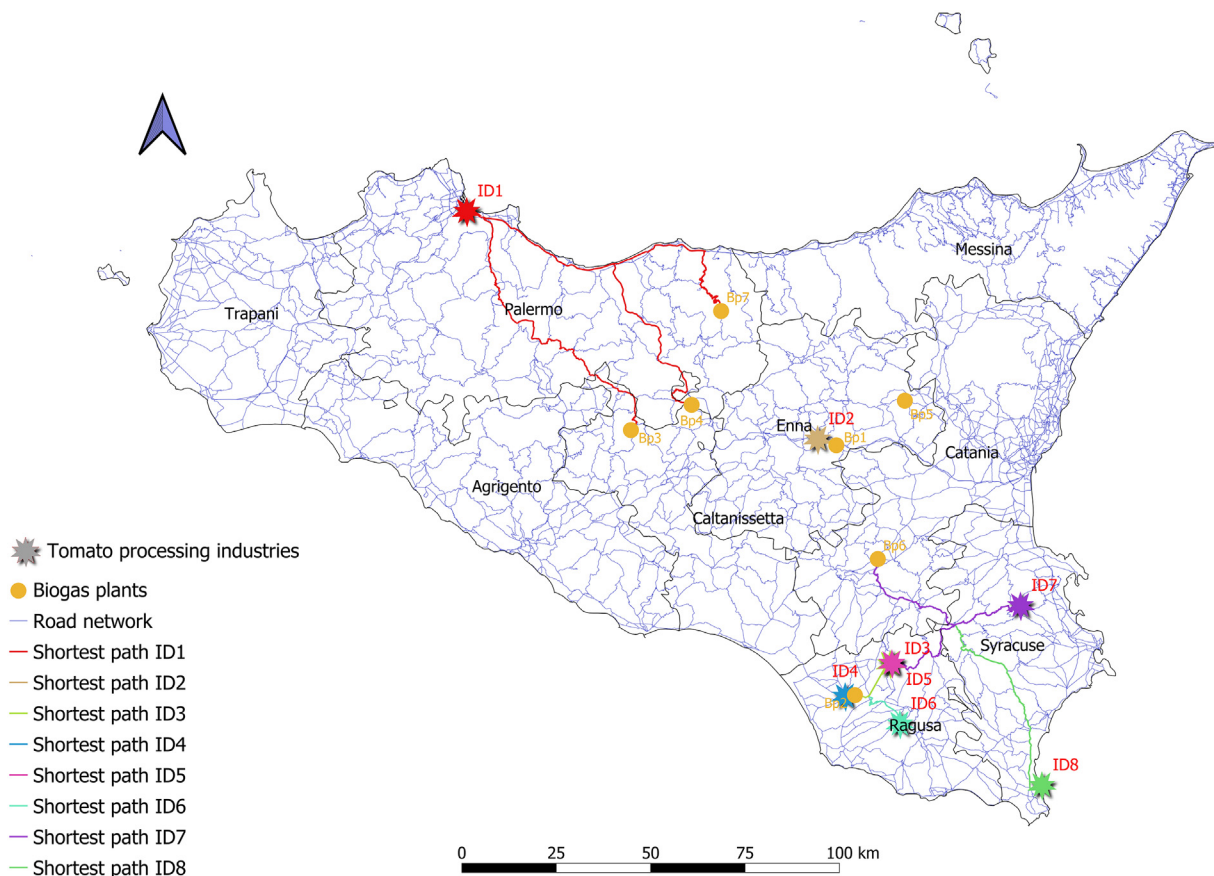 ID1
Messina
Bp7
Trapani
Palermo
Bp5
Bp4
ID2
Enna
Bp3
Bp1
Catania
Agrigento
Caltanissetta
Tomato processing industries
Bp6
Biogas plants
ID7
Road network
Syracuse
ID3
Shortest path ID1
ID4
ID5
Shortest path ID2
Bp2
ID6
Shortest path ID3
Ragusa
Shortest path ID4
ID8
Shortest path ID5
Shortest path ID6
Shortest path ID7
Shortest path ID8
0 25 50 75 100 km